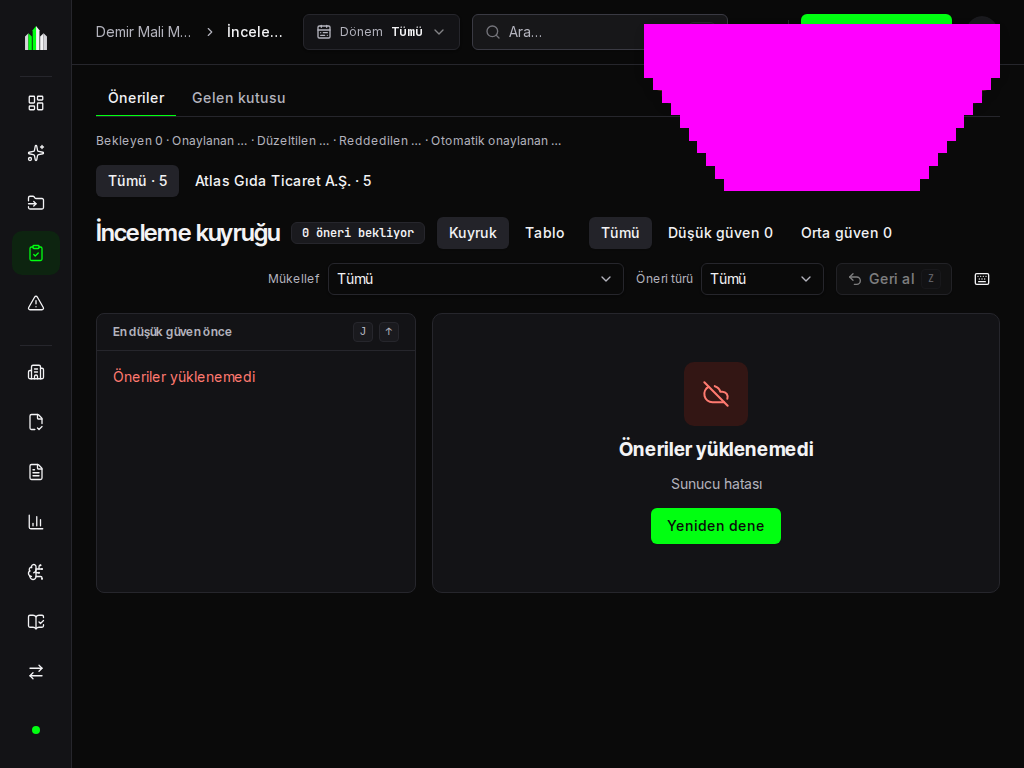 Demir Mali M... > İncele... Dönem Tümü Ara...
Öneriler Gelen kutusu
Bekleyen 0 · Onaylanan ... · Düzeltilen ... · Reddedilen ... · Otomatik onaylanan ...
Tümü · 5 Atlas Gıda Ticaret A.Ş. · 5
İnceleme kuyruğu 0 öneri bekliyor Kuyruk Tablo Tümü Düşük güven 0 Orta güven 0
Mükellef Tümü Öneri türü Tümü Geri al Z
En düşük güven önce J ↑
Öneriler yüklenemedi
Öneriler yüklenemedi
Sunucu hatası
Yeniden dene